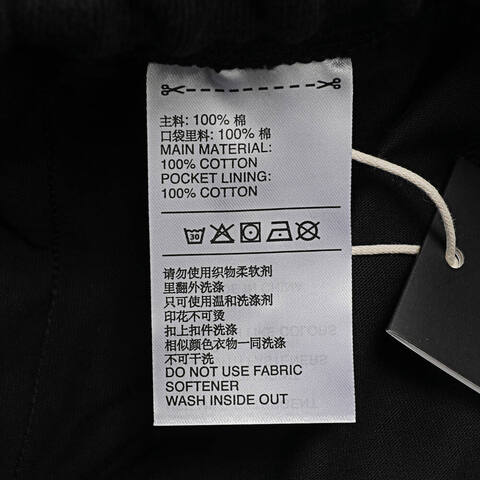 主料: 100% 棉
口袋里料: 100% 棉
MAIN MATERIAL:
100% COTTON
POCKET LINING:
100% COTTON
30
请勿使用织物柔软剂
里翻外洗涤
只可使用温和洗涤剂
印花不可烫
扣上扣件洗涤
相似颜色衣物一同洗涤
不可干洗
DO NOT USE FABRIC
SOFTENER
WASH INSIDE OUT